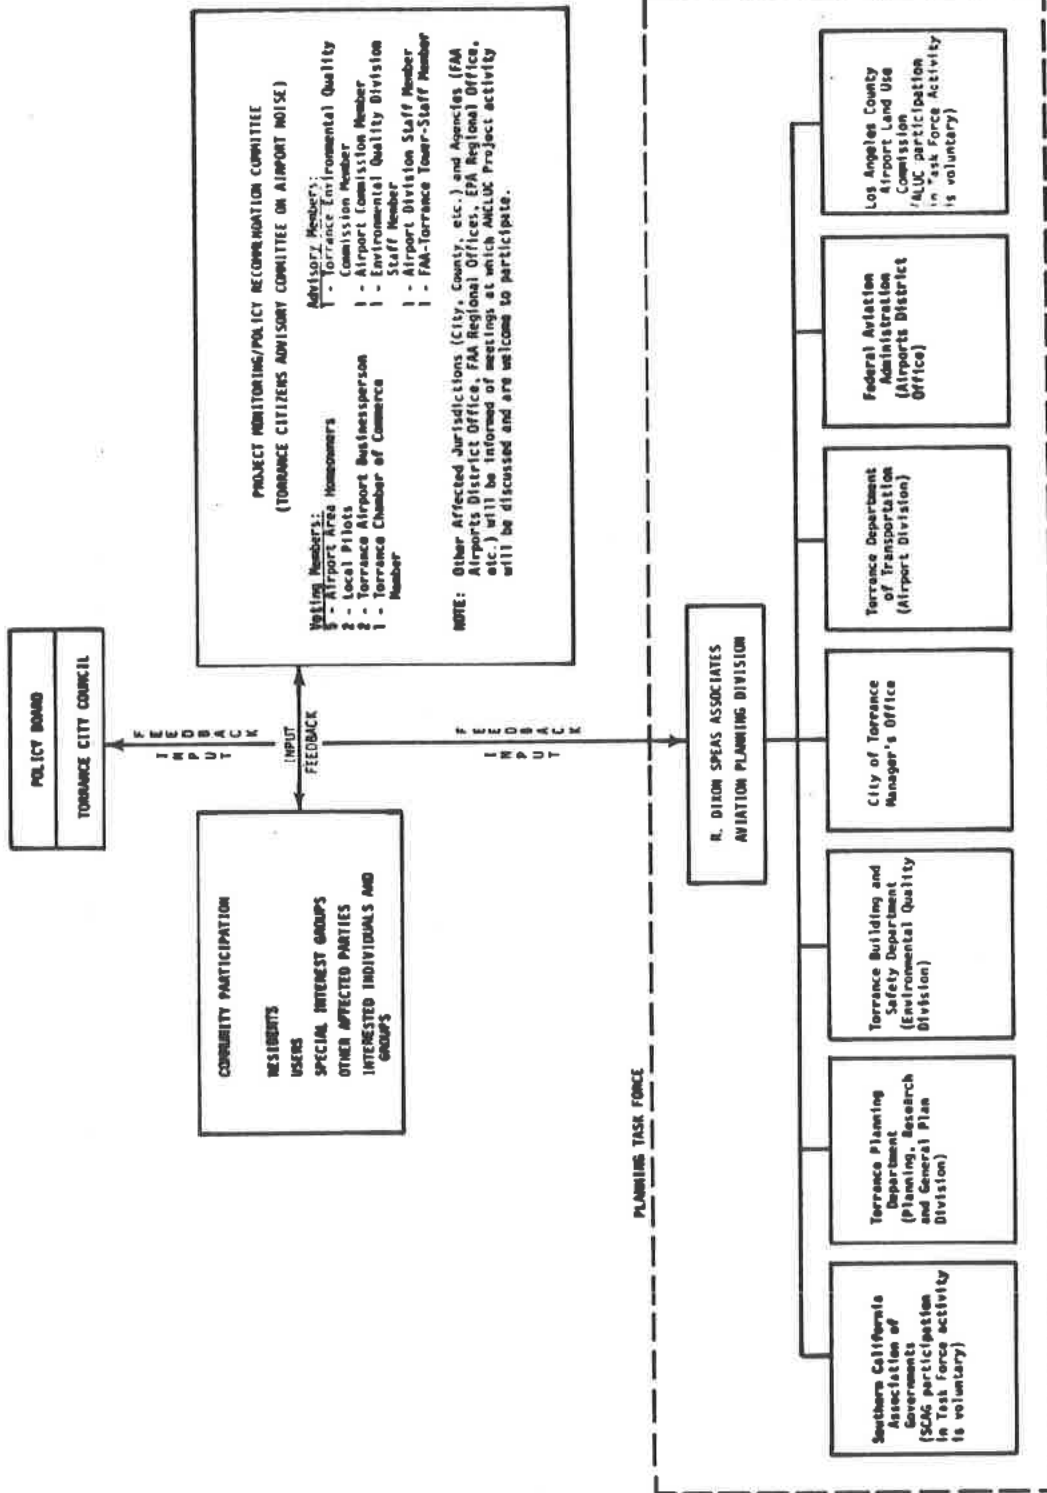 POLICY BOARD
TORRANCE CITY COUNCIL
INPUT
FEEDBACK
COMMUNITY PARTICIPATION
RESIDENTS
USERS
SPECIAL INTEREST GROUPS
OTHER AFFECTED PARTIES
INTERESTED INDIVIDUALS AND
GROUPS
INPUT
FEEDBACK
PROJECT MONITORING/POLICY RECOMMENDATION COMMITTEE
(TORRANCE CITIZENS ADVISORY COMMITTEE ON AIRPORT NOISE)
Voting Members:
5 - Airport Area Homeowners
2 - Local Pilots
2 - Torrance Airport Businessperson
1 - Torrance Chamber of Commerce
Member
Advisory Members:
1 - Torrance Environmental Quality
Commission Member
1 - Airport Commission Member
1 - Environmental Quality Division
Staff Member
1 - Airport Division Staff Member
1 - FAA-Torrance Tower-Staff Member
NOTE: Other Affected Jurisdictions (City, County, etc.) and Agencies (FAA
Airports District Office, FAA Regional Offices, EPA Regional Office,
etc.) will be informed of meetings at which ANCLUC Project activity
will be discussed and are welcome to participate.
INPUT
FEEDBACK
PLANNING TASK FORCE
R. DIXON SPEAS ASSOCIATES
AVIATION PLANNING DIVISION
Southern California
Association of
Governments
(SCAG participation
in Task Force activity
is voluntary)
Torrance Planning
Department
(Planning, Research
and General Plan
Division)
Torrance Building and
Safety Department
(Environmental Quality
Division)
City of Torrance
Manager's Office
Torrance Department
of Transportation
(Airport Division)
Federal Aviation
Administration
(Airports District
Office)
Los Angeles County
Airport Land Use
Commission
(ALUC participation
in Task Force Activity
is voluntary)